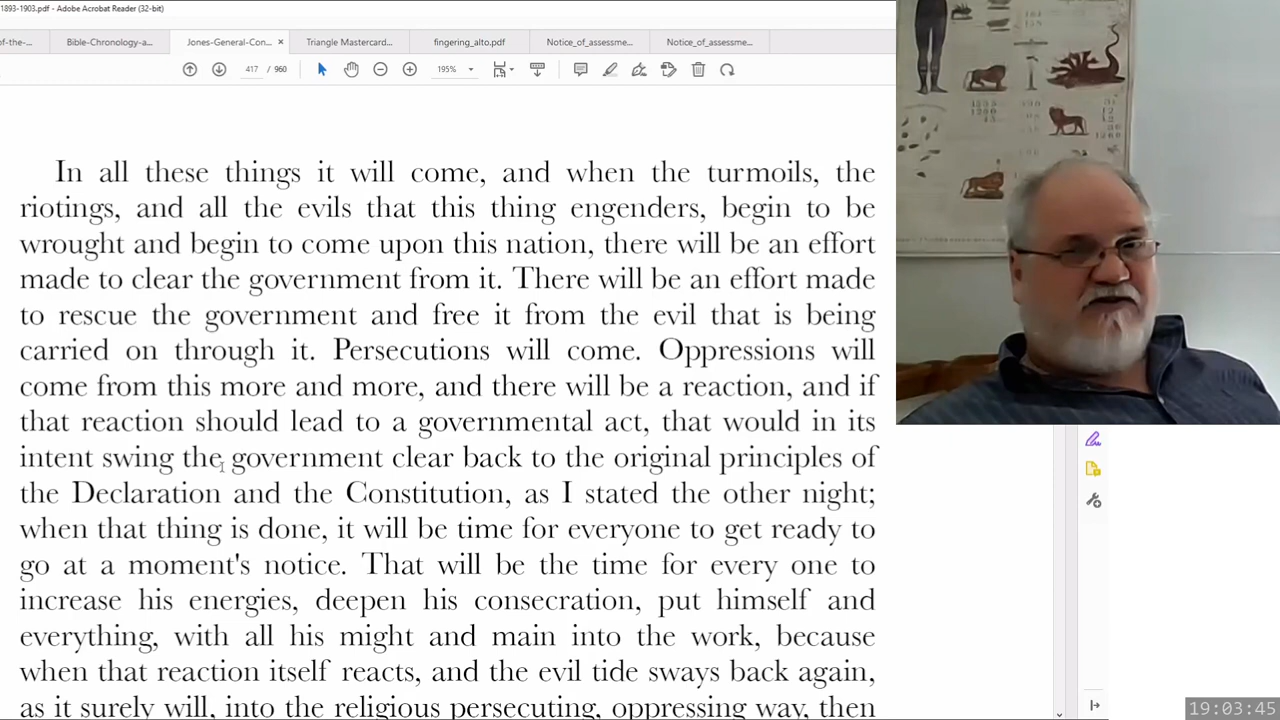 1893-1903.pdf - Adobe Acrobat Reader (32-bit)
of-the-... Bible-Chronology-a... Jones-General-Con... × Triangle Mastercard... fingering_alto.pdf Notice_of_assessme... Notice_of_assessme...
417 / 960 195%
In all these things it will come, and when the turmoils, the
riotings, and all the evils that this thing engenders, begin to be
wrought and begin to come upon this nation, there will be an effort
made to clear the government from it. There will be an effort made
to rescue the government and free it from the evil that is being
carried on through it. Persecutions will come. Oppressions will
come from this more and more, and there will be a reaction, and if
that reaction should lead to a governmental act, that would in its
intent swing the government clear back to the original principles of
the Declaration and the Constitution, as I stated the other night;
when that thing is done, it will be time for everyone to get ready to
go at a moment's notice. That will be the time for every one to
increase his energies, deepen his consecration, put himself and
everything, with all his might and main into the work, because
when that reaction itself reacts, and the evil tide sways back again,
as it surely will, into the religious persecuting, oppressing way, then
19:03:45